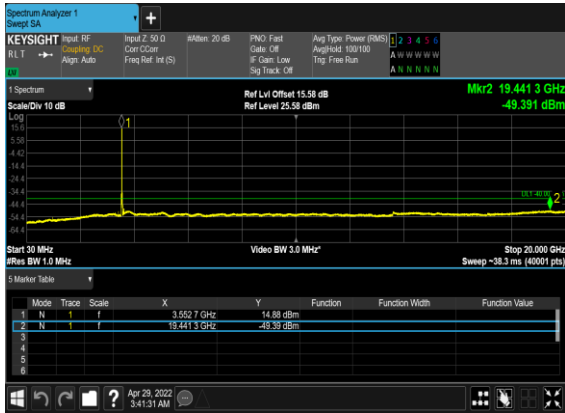 Spectrum Analyzer 1
Swept SA
+
KEYSIGHT Input: RF Input Z: 50 Ω #Atten: 20 dB PNO: Fast Avg Type: Power (RMS) 1 2 3 4 5 6
RLT Coupling: DC Corr CCorr Gate: Off Avg|Hold: 100/100 A W W W W W
Align: Auto Freq Ref: Int (S) IF Gain: Low Trig: Free Run
LXI Sig Track: Off A N N N N N
1 Spectrum Ref Lvl Offset 15.58 dB Mkr2 19.441 3 GHz
Scale/Div 10 dB Ref Level 25.58 dBm -49.391 dBm
Log
15.6
5.58
-4.42
-14.4
-24.4
-34.4
-44.4
-54.4
-64.4
1
DL1 -40.00
2
Start 30 MHz Video BW 3.0 MHz* Stop 20.000 GHz
#Res BW 1.0 MHz Sweep ~38.3 ms (40001 pts)
5 Marker Table
Mode Trace Scale X Y Function Function Width Function Value
1 N 1 f 3.552 7 GHz 14.88 dBm
2 N 1 f 19.441 3 GHz -49.39 dBm
3
4
5
6
? Apr 29, 2022
3:41:31 AM